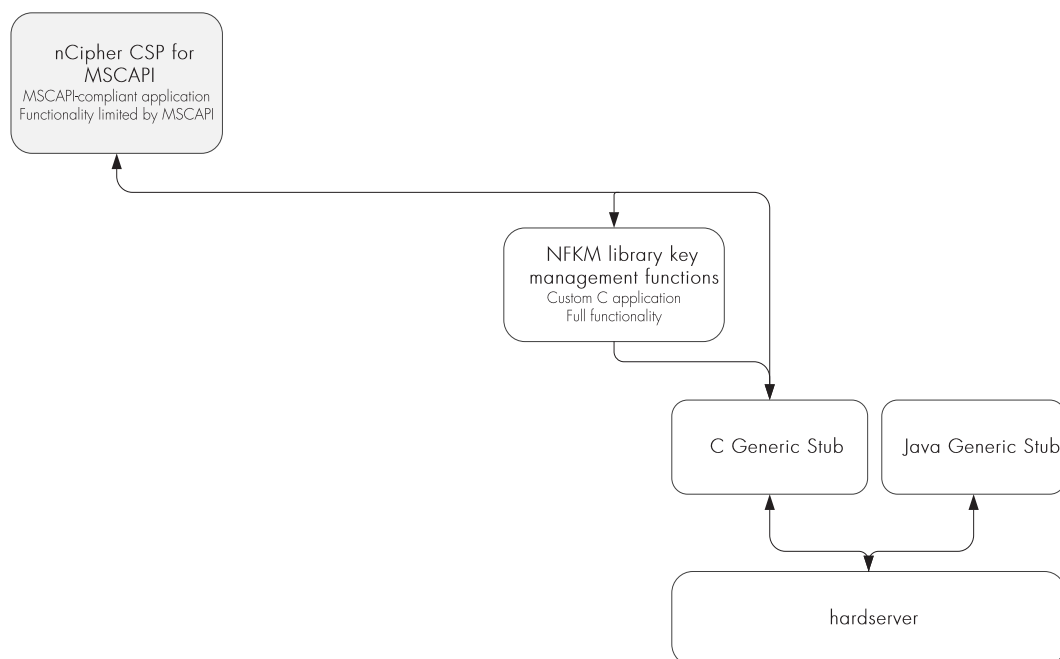 nCipher CSP for
MSCAPI
MSCAPI-compliant application
Functionality limited by MSCAPI
NFKM library key
management functions
Custom C application
Full functionality
C Generic Stub
Java Generic Stub
hardserver